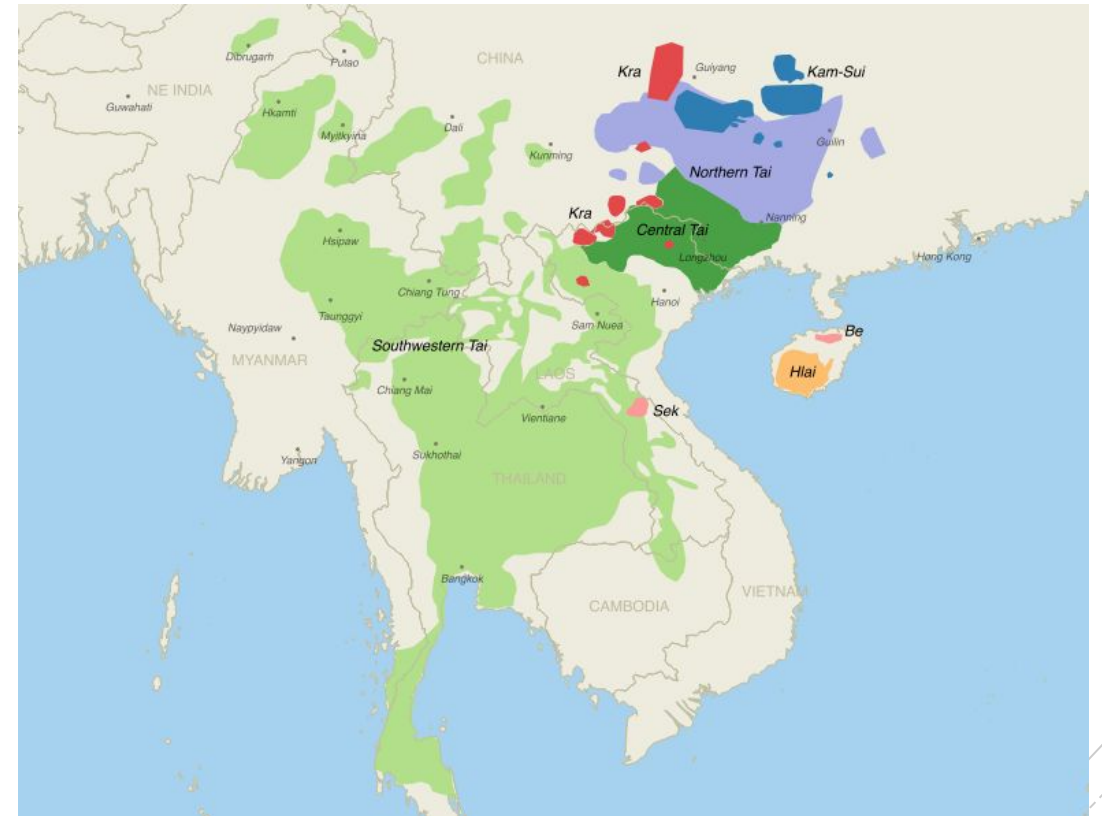 Dibrugarh
Putao
CHINA
Kra
Guiyang
Kam-Sui
NE INDIA
Guwahati
Hkamti
Myitkyina
Dali
Kunming
Guilin
Northern Tai
Kra
Nanning
Central Tai
Hsipaw
Longzhou
Hong Kong
Chiang Tung
Hanoi
Taunggyi
Sam Nuea
Naypyidaw
Southwestern Tai
Be
MYANMAR
LAOS
Hlai
Chiang Mai
Vientiane
Sek
Sukhothai
Yangon
THAILAND
Bangkok
CAMBODIA
VIETNAM